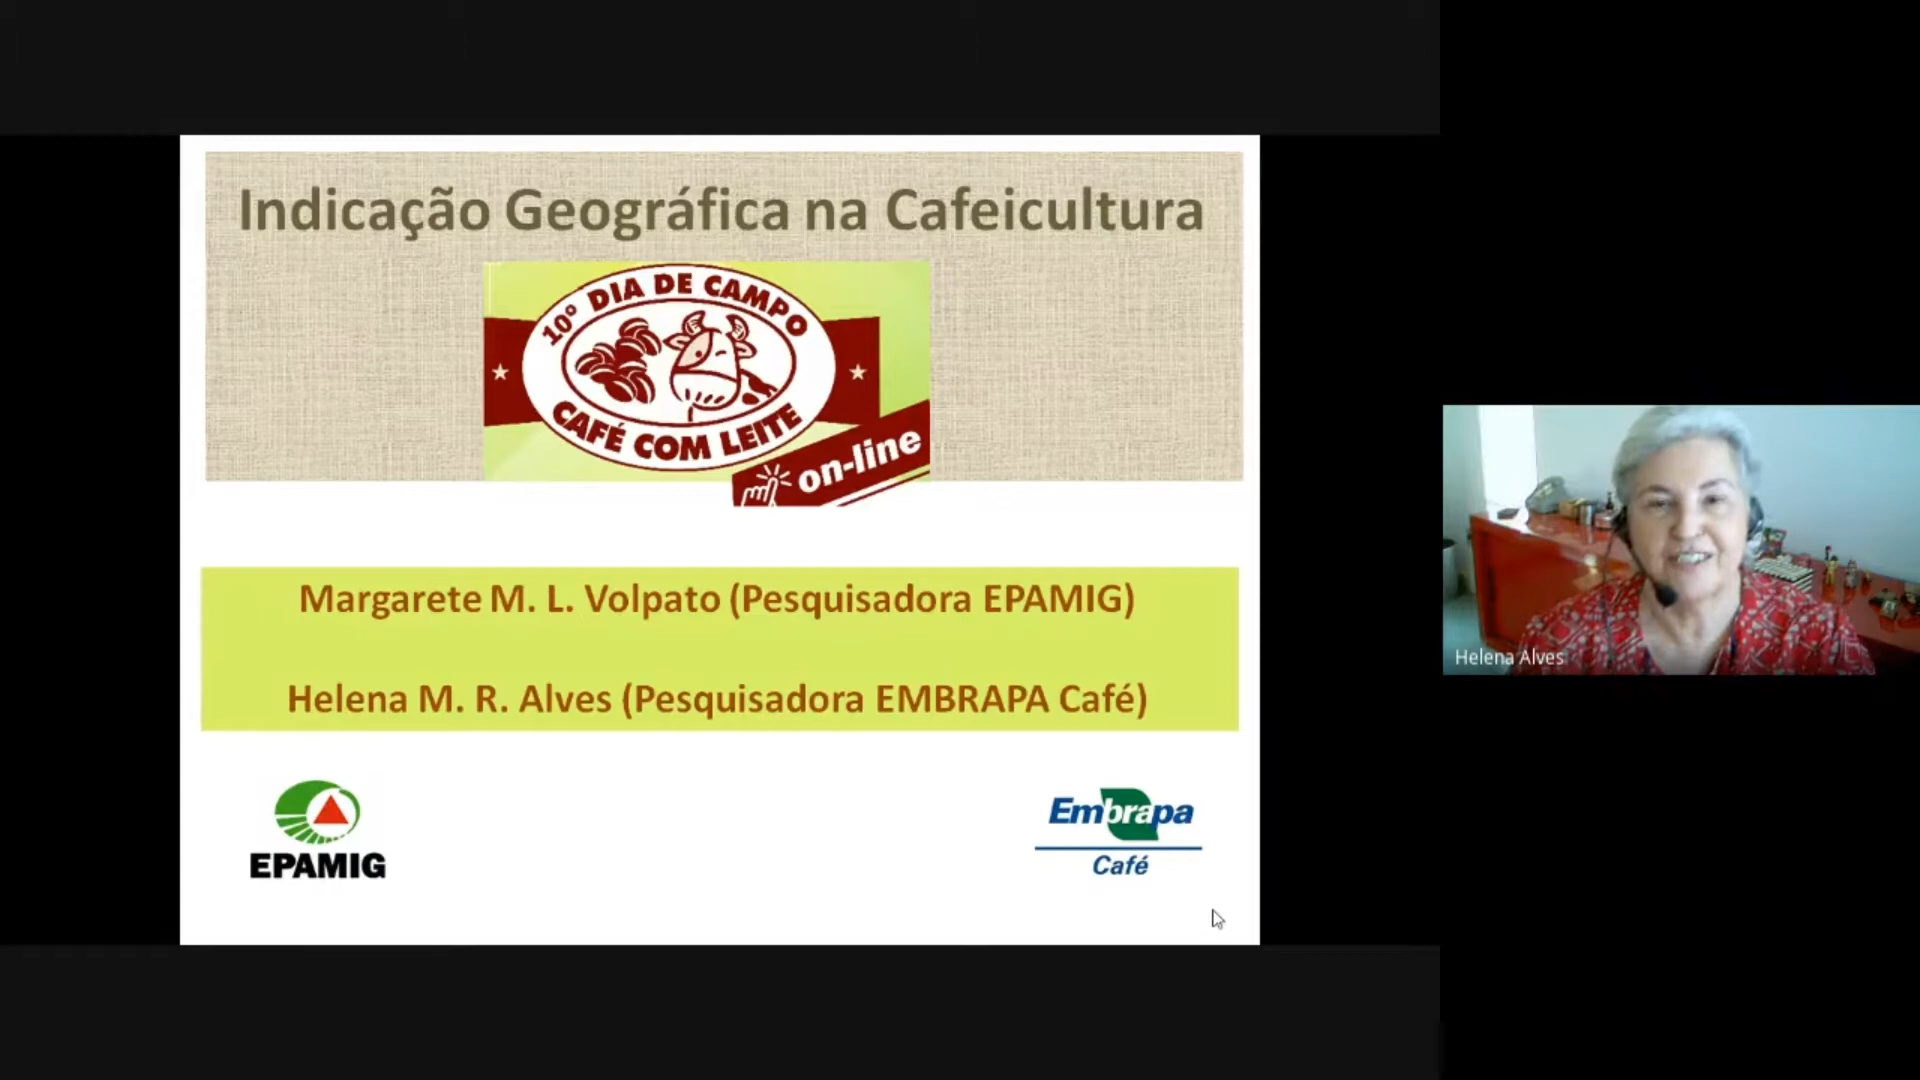 Indicação Geográfica na Cafeicultura
10º DIA DE CAMPO
CAFÉ COM LEITE
on-line
Margarete M. L. Volpato (Pesquisadora EPAMIG)
Helena M. R. Alves (Pesquisadora EMBRAPA Café)
EPAMIG
Embrapa
Café
Helena Alves